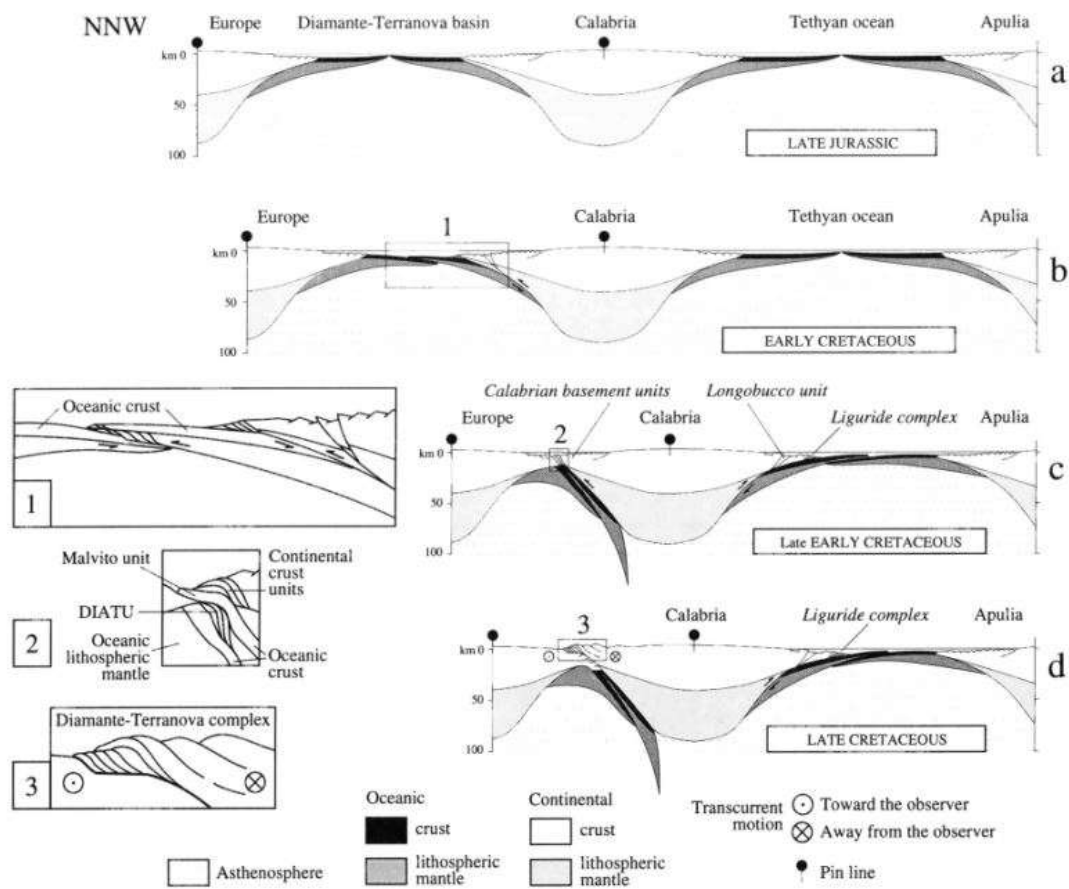 NNW
Europe Diamante-Terranova basin Calabria Tethyan ocean Apulia
km 0
50
100
a
LATE JURASSIC
Europe 1 Calabria Tethyan ocean Apulia
km 0
50
100
b
EARLY CRETACEOUS
Calabrian basement units Longobucco unit
Europe Calabria Liguride complex Apulia
2
km 0
50
100
c
Late EARLY CRETACEOUS
Oceanic crust
1
Malvito unit
Continental
crust
units
DIATU
Oceanic
lithospheric
mantle
Oceanic
crust
2
3 Calabria Liguride complex Apulia
km 0
50
100
d
LATE CRETACEOUS
Diamante-Terranova complex
3
Oceanic Continental
crust crust
lithospheric
mantle
lithospheric
mantle
Asthenosphere
Transcurrent
motion
Toward the observer
Away from the observer
Pin line